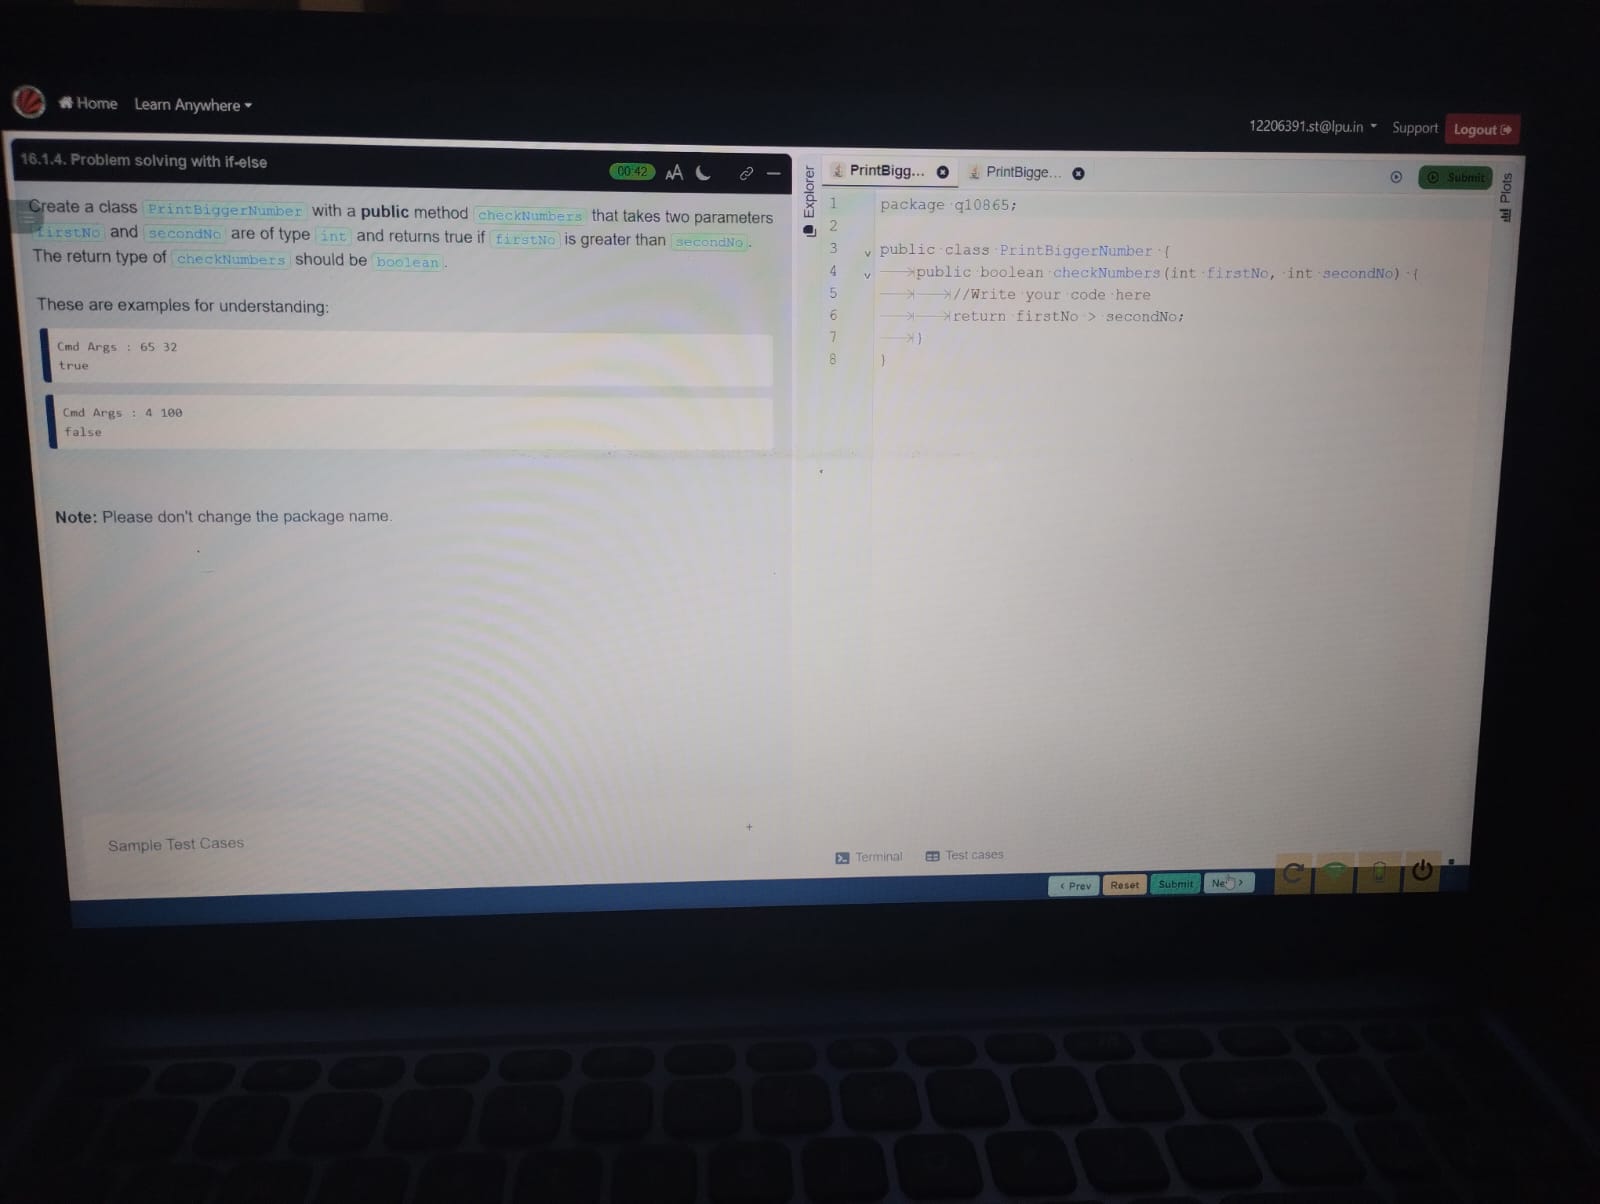 Home Learn Anywhere
12206391.st@lpu.in Support Logout
16.1.4. Problem solving with if-else
00:42 AA
Create a class PrintBiggerNumber with a public method checkNumbers that takes two parameters
firstNo and secondNo are of type int and returns true if firstNo is greater than secondNo.
The return type of checkNumbers should be boolean.
These are examples for understanding:
Cmd Args : 65 32
true
Cmd Args : 4 100
false
Note: Please don't change the package name.
Sample Test Cases
+
Explorer
PrintBigg... PrintBigge...
Submit
Plots
1 package q10865;
2
3 public class PrintBiggerNumber {
4 public boolean checkNumbers(int firstNo, int secondNo) {
5 //Write your code here
6 return firstNo > secondNo;
7 }
8 }
Terminal Test cases
< Prev Reset Submit